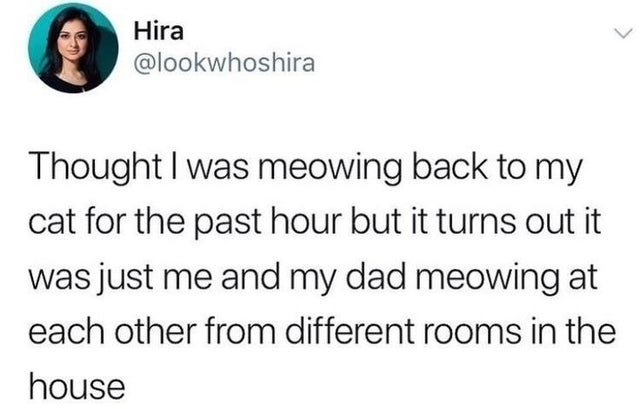 Hira
@lookwhoshira
Thought I was meowing back to my
cat for the past hour but it turns out it
was just me and my dad meowing at
each other from different rooms in the
house